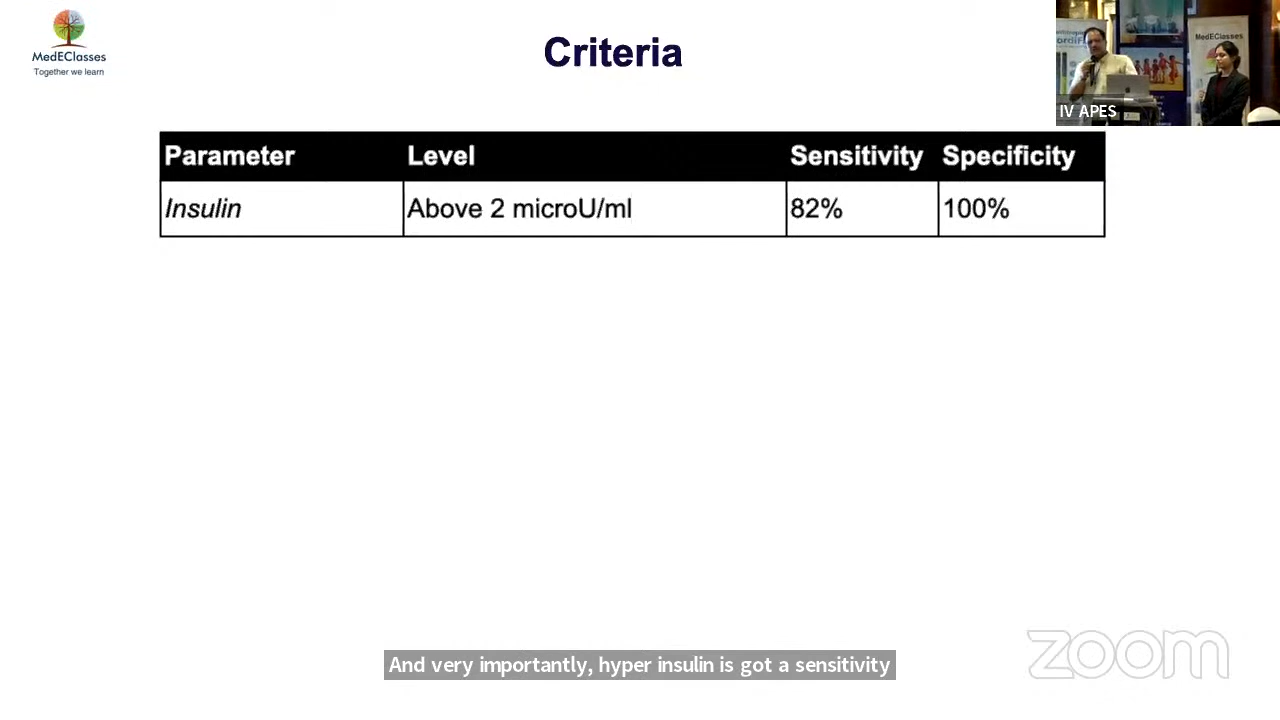 MedEClasses
Together we learn
Criteria
MedEClasses
IV APES
Parameter Level Sensitivity Specificity
Insulin Above 2 microU/ml 82% 100%
And very importantly, hyper insulin is got a sensitivity
zoom